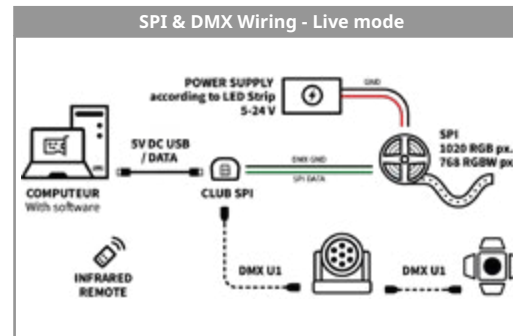 SPI & DMX Wiring - Live mode
POWER SUPPLY
according to LED Strip
5-24 V
GND
5V DC USB
/ DATA
DMX GND
SPI DATA
SPI
1020 RGB px.
768 RGBW px
COMPUTEUR
With software
CLUB SPI
INFRARED
REMOTE
DMX U1
DMX U1